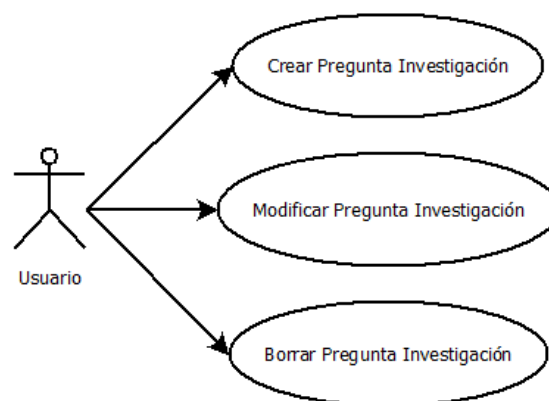 Crear Pregunta Investigación
Modificar Pregunta Investigación
Usuario
Borrar Pregunta Investigación